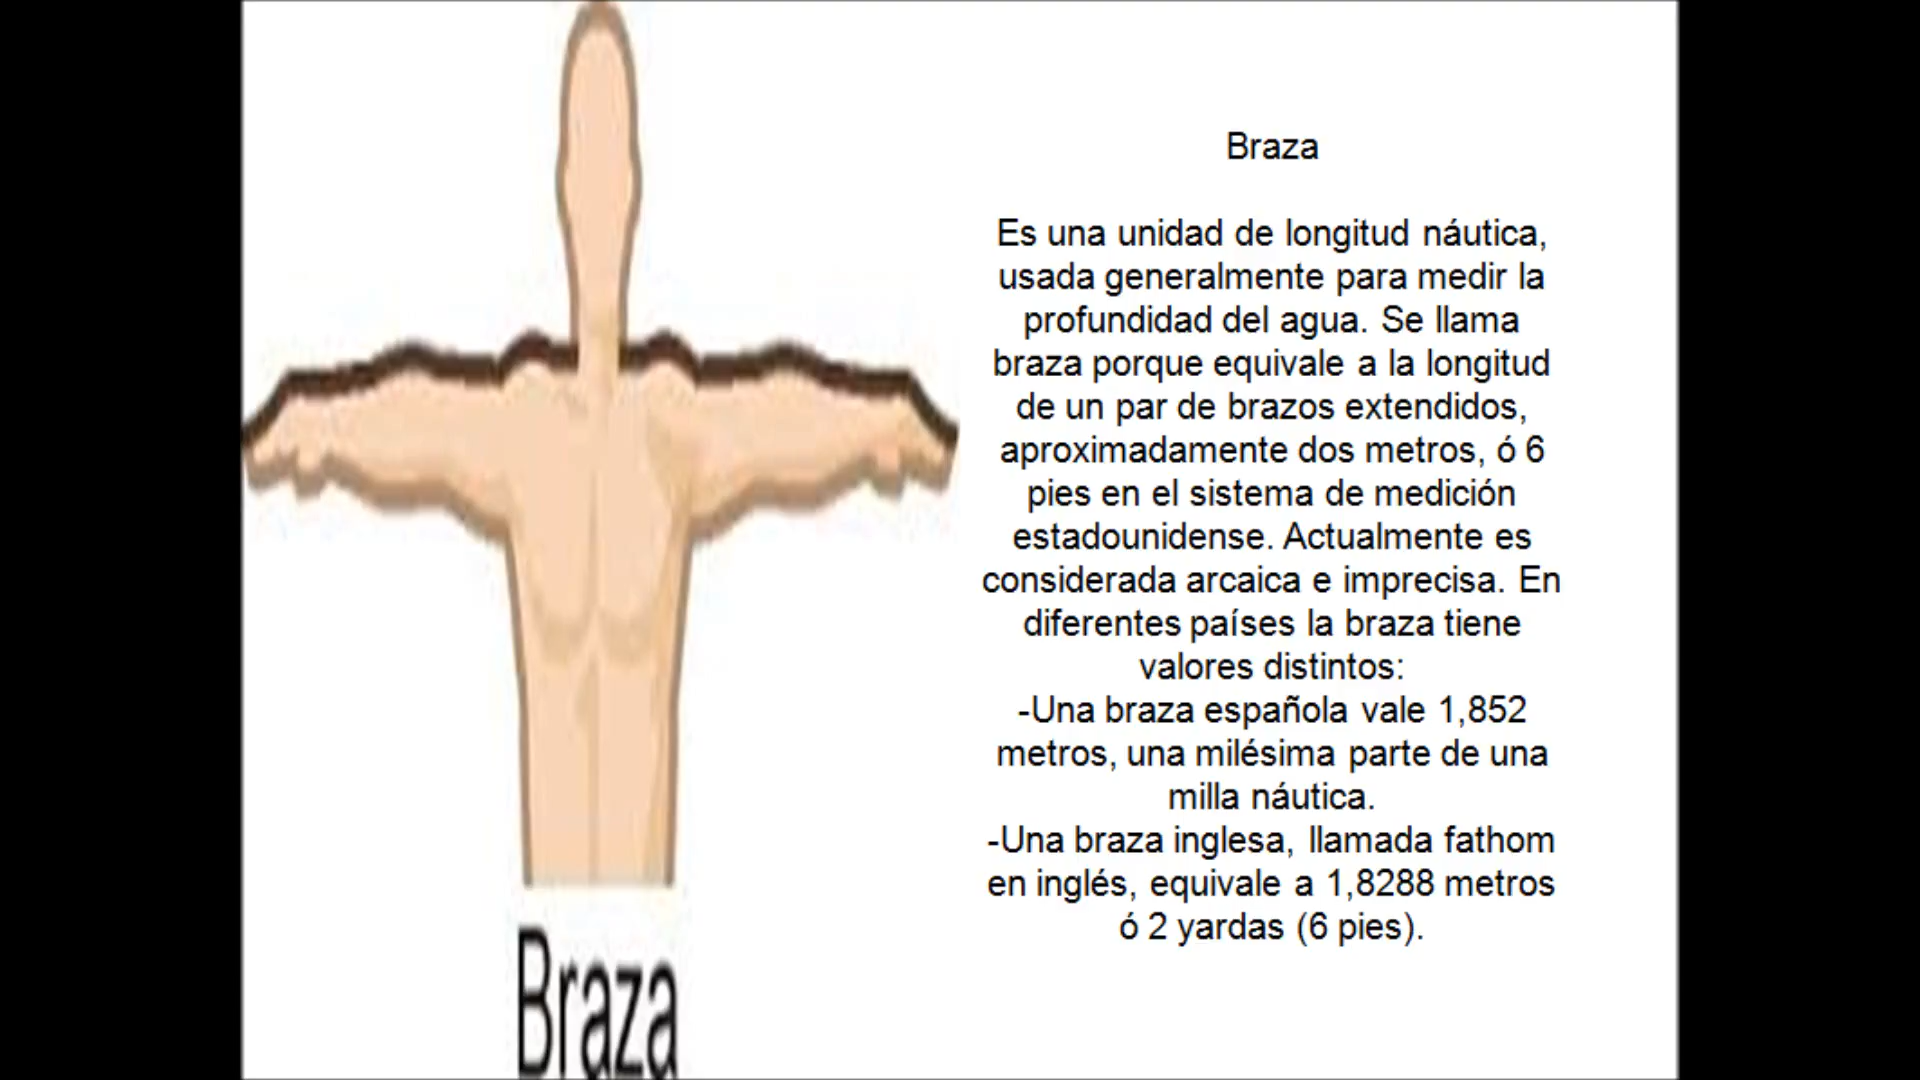 Braza
Es una unidad de longitud náutica,
usada generalmente para medir la
profundidad del agua. Se llama
braza porque equivale a la longitud
de un par de brazos extendidos,
aproximadamente dos metros, ó 6
pies en el sistema de medición
estadounidense. Actualmente es
considerada arcaica e imprecisa. En
diferentes países la braza tiene
valores distintos:
-Una braza española vale 1,852
metros, una milésima parte de una
milla náutica.
-Una braza inglesa, llamada fathom
en inglés, equivale a 1,8288 metros
ó 2 yardas (6 pies).
Braza